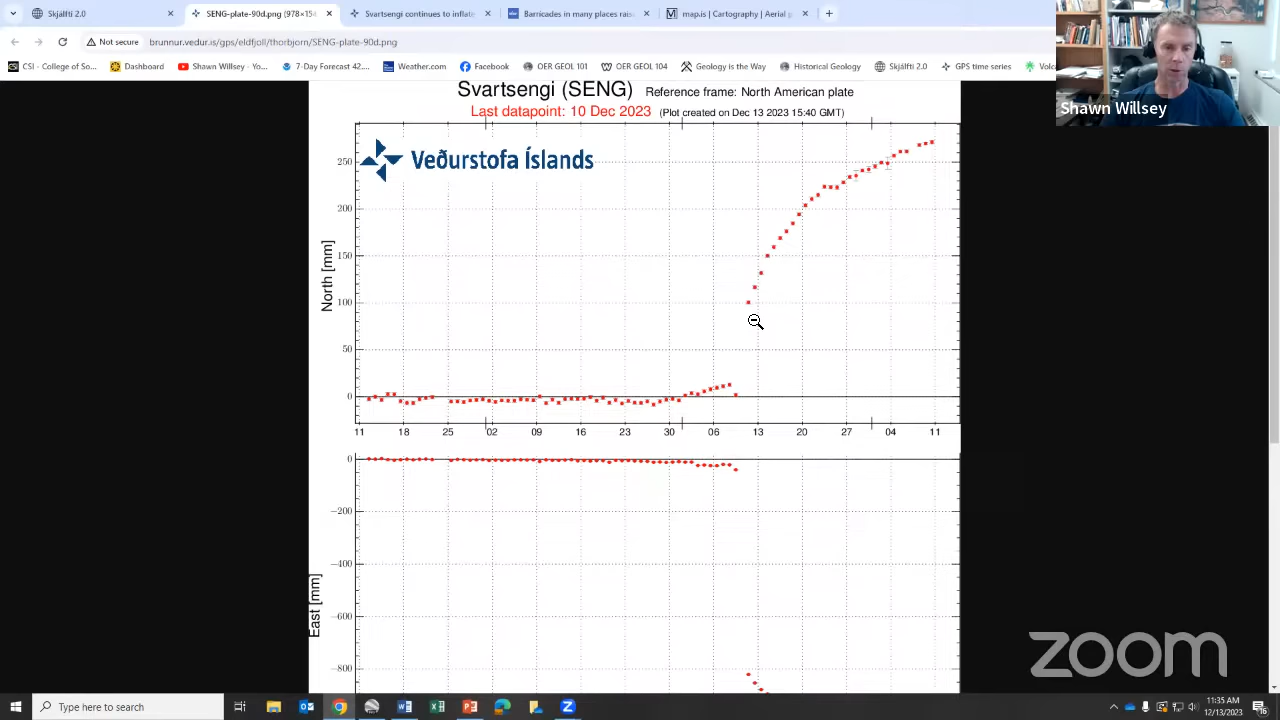 Skjálfti 2.0
SENG-plate-90d.png (978×15
Svartsengi continues to inflate
Barricades in many places rais
map.is | Cartography | Aerial p
Not secure
brunnur.vedur.is/gps/eldfjoll/thorbjorn/SENG-plate-90d.png
CSI - College of So...
Dashboard
Shawn Willsey - Yo...
7-Day Forecast 42...
Weather.com
Facebook
OER GEOL 101
OER GEOL 104
Geology is the Way
Historical Geology
Skjálfti 2.0
GPS time series
Volc
Shawn Willsey
Svartsengi (SENG) Reference frame: North American plate
Last datapoint: 10 Dec 2023 (Plot created on Dec 13 2023 15:40 GMT)
Veðurstofa Íslands
North [mm]
250
200
150
100
50
0
11 18 25 02 09 16 23 30 06 13 20 27 04 11
East [mm]
0
−200
−400
−600
−800
zoom
Type here to search
11:35 AM
12/13/2023
16